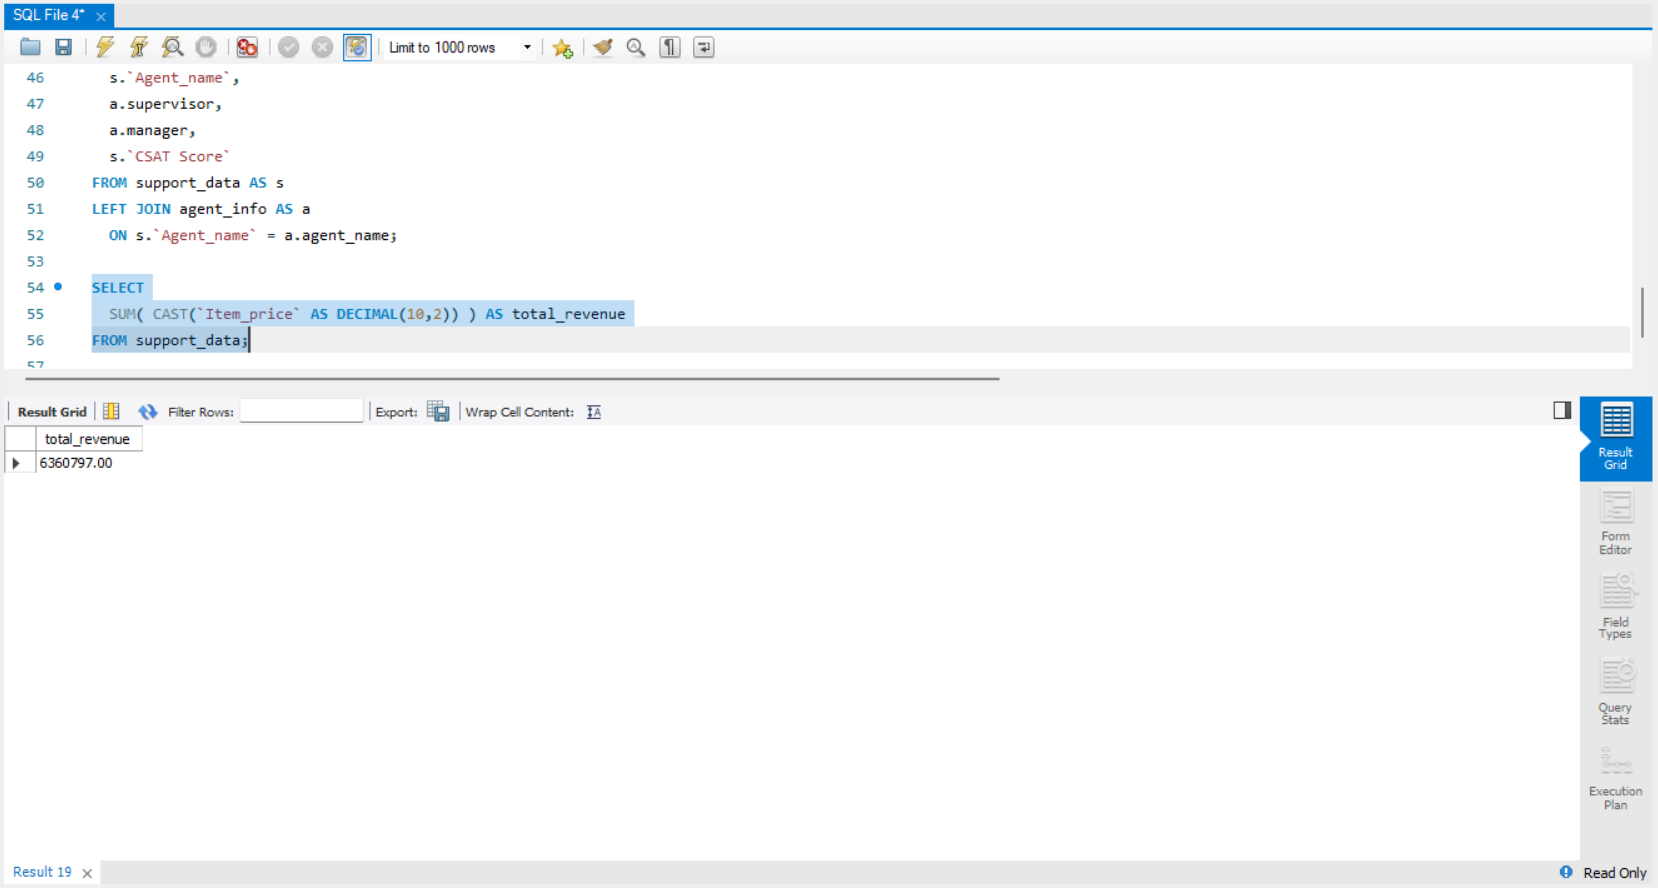 SQL File 4*
Limit to 1000 rows
46 s.`Agent_name`,
47 a.supervisor,
48 a.manager,
49 s.`CSAT Score`
50 FROM support_data AS s
51 LEFT JOIN agent_info AS a
52 ON s.`Agent_name` = a.agent_name;
53
54 SELECT
55 SUM( CAST(`Item_price` AS DECIMAL(10,2)) ) AS total_revenue
56 FROM support_data;
57
Result Grid Filter Rows: Export: Wrap Cell Content: IA
total_revenue
6360797.00
Result
Grid
Form
Editor
Field
Types
Query
Stats
Execution
Plan
Result 19
Read Only